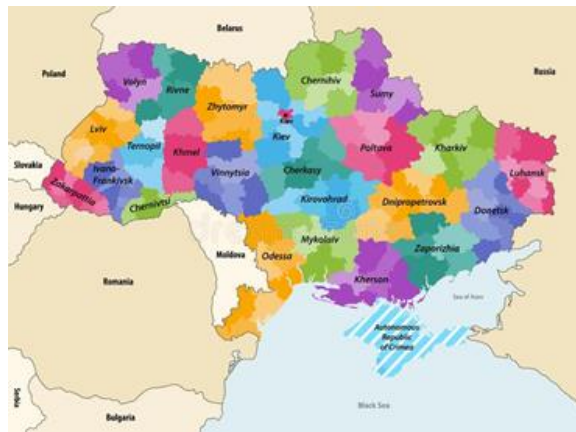 Belarus
Poland
Russia
Volyn
Rivne
Zhytomyr
Chernihiv
Sumy
Kiev
Kiev
Lviv
Ternopil
Khmel
Poltava
Kharkiv
Luhansk
Slovakia
Zakarpattia
Ivano-
Frankivsk
Vinnytsia
Cherkasy
Hungary
Chernivtsi
Kirovohrad
Dnipropetrovsk
Donetsk
Mykolaiv
Zaporizhia
Moldova
Odessa
Romania
Kherson
Sea of Azov
Autonomous
Republic
of Crimea
Serbia
Black Sea
Bulgaria